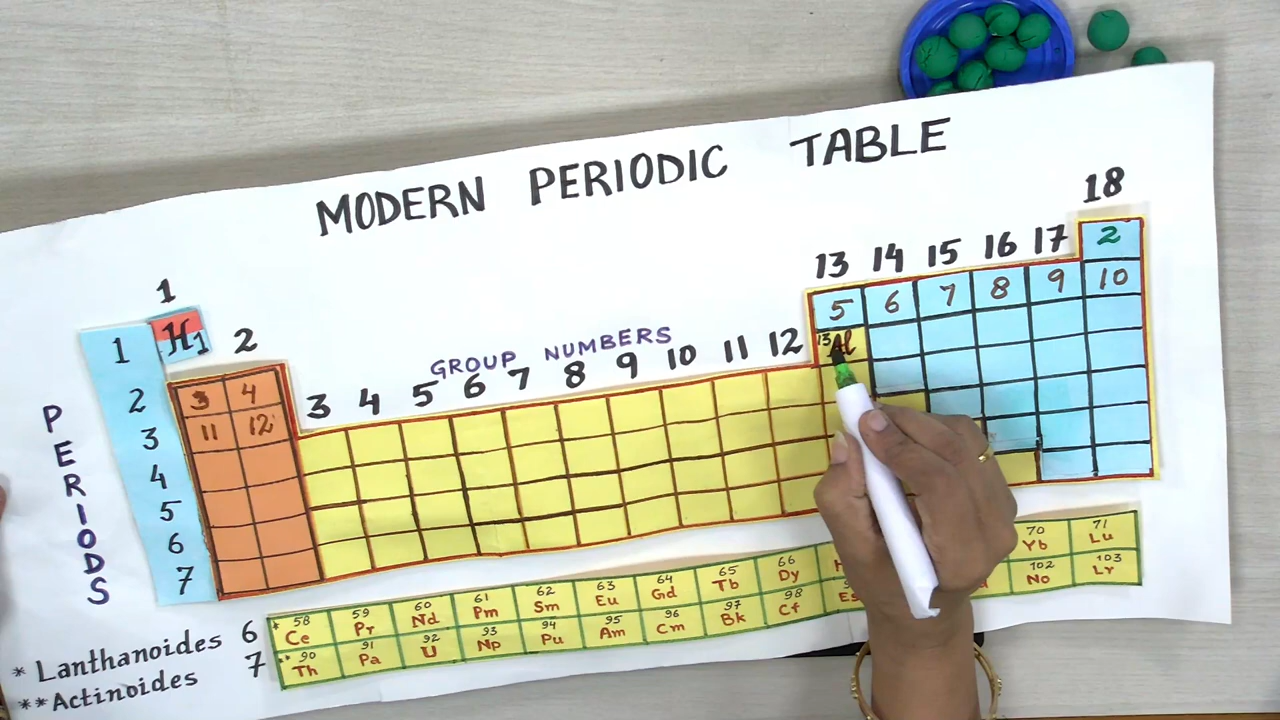 MODERN PERIODIC TABLE
18
13 14 15 16 17 2
1
5 6 7 8 9 10
GROUP NUMBERS
1 H1 2
13 Al
3 4 5 6 7 8 9 10 11 12
PERIODS
2 3 4
3 11 12
4
5
6
7
70 71
Yb Lu
58 59 60 61 62 63 64 65 66
* Ce Pr Nd Pm Sm Eu Gd Tb Dy
102 103
No Lr
90 91 92 93 94 95 96 97 98
** Th Pa U Np Pu Am Cm Bk Cf Es
* Lanthanoides 6
**Actinoides 7